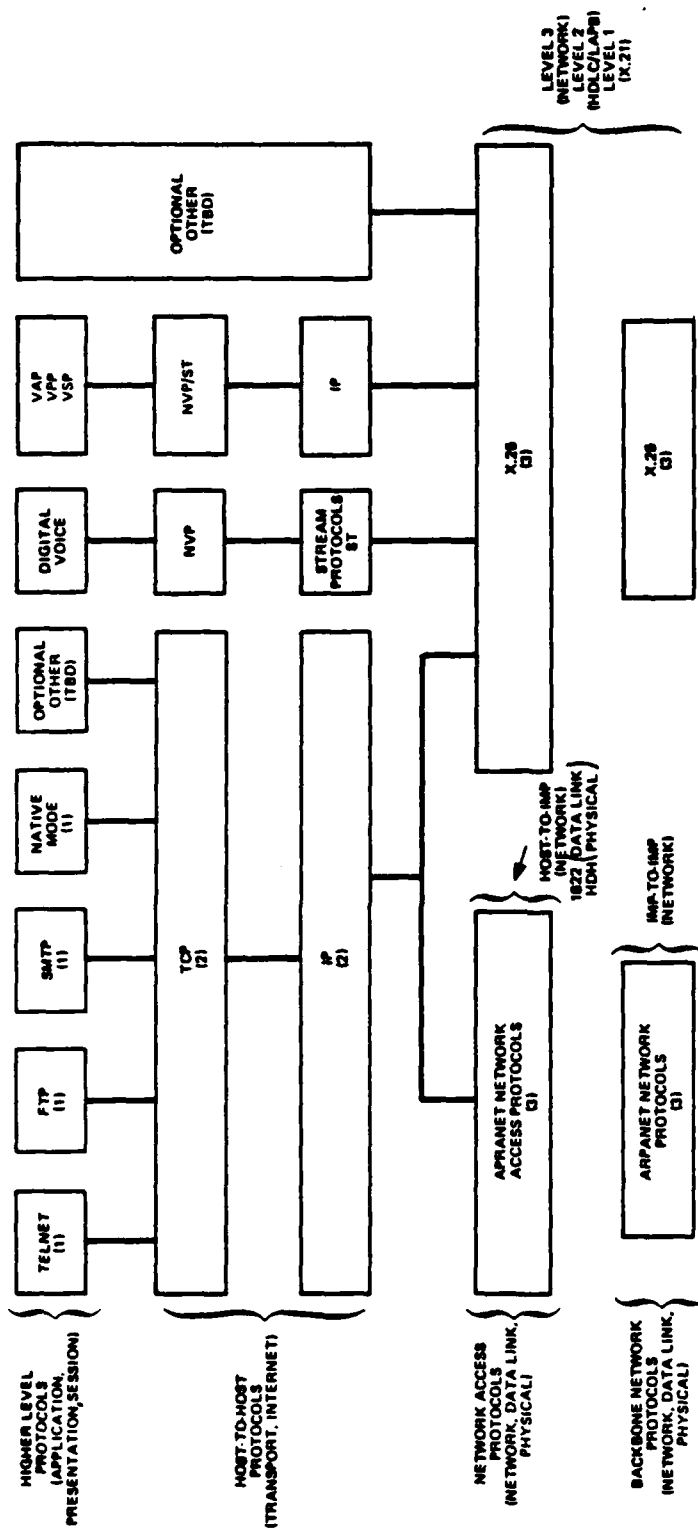 HIGHER LEVEL
PROTOCOLS
(APPLICATION,
PRESENTATION,SESSION)
TELNET
(1)
FTP
(1)
SMTP
(1)
NATIVE
MODE
(1)
OPTIONAL
OTHER
(TBD)
DIGITAL
VOICE
VAP
VPP
VSP
OPTIONAL
OTHER
(TBD)
HOST-TO-HOST
PROTOCOLS
(TRANSPORT, INTERNET)
TCP
(2)
NVP
NVP/ST
IP
(2)
STREAM
PROTOCOLS
ST
IP
NETWORK ACCESS
PROTOCOLS
(NETWORK, DATA LINK,
PHYSICAL)
APRANET NETWORK
ACCESS PROTOCOLS
(3)
HOST-TO-IMP
(NETWORK)
1822/DATA LINK
HDH\PHYSICAL
X.25
(3)
LEVEL 3
(NETWORK)
LEVEL 2
(HDLC/LAPB)
LEVEL 1
(X.21)
BACKBONE NETWORK
PROTOCOLS
(NETWORK, DATA LINK,
PHYSICAL)
ARPANET NETWORK
PROTOCOLS
(3)
IMP-TO-IMP
(NETWORK)
X.25
(3)